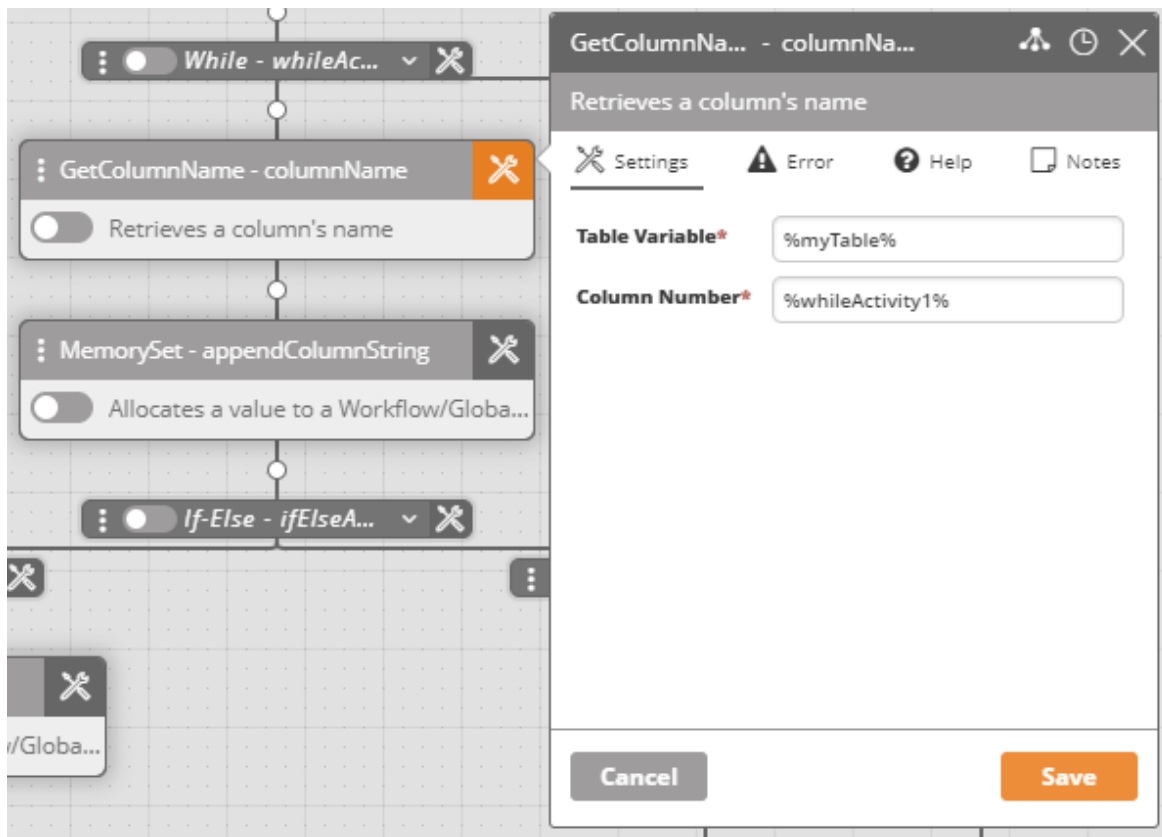 While - whileAc...
GetColumnName - columnName
Retrieves a column's name
MemorySet - appendColumnString
Allocates a value to a Workflow/Globa...
If-Else - ifElseA...
/Globa...
GetColumnNa... - columnNa...
Retrieves a column's name
Settings Error Help Notes
Table Variable* %myTable%
Column Number* %whileActivity1%
Cancel Save